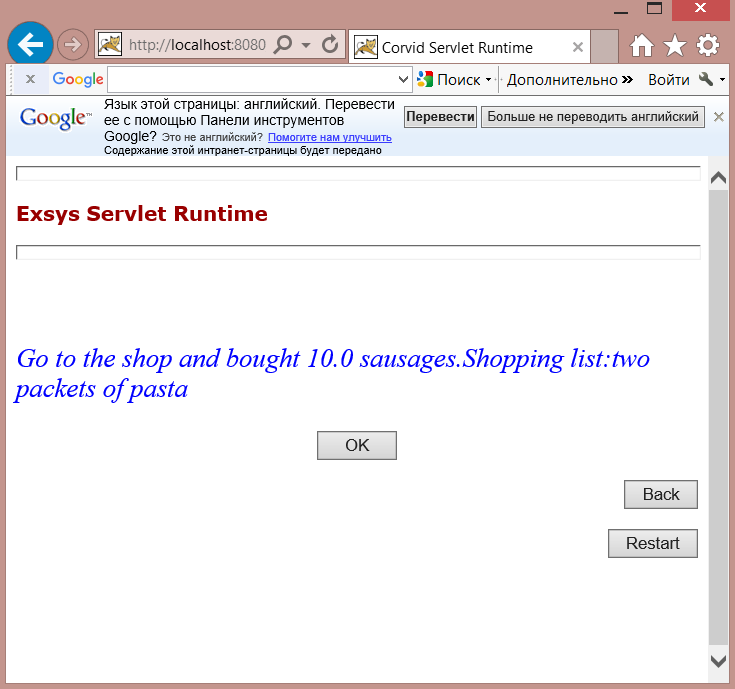 http://localhost:8080
Corvid Servlet Runtime
x Google Поиск Дополнительно » Войти
Google™
Язык этой страницы: английский. Перевести
ее с помощью Панели инструментов
Google? Это не английский? Помогите нам улучшить
Содержание этой интранет-страницы будет передано
Перевести Больше не переводить английский
Exsys Servlet Runtime
Go to the shop and bought 10.0 sausages.Shopping list:two
packets of pasta
OK
Back
Restart